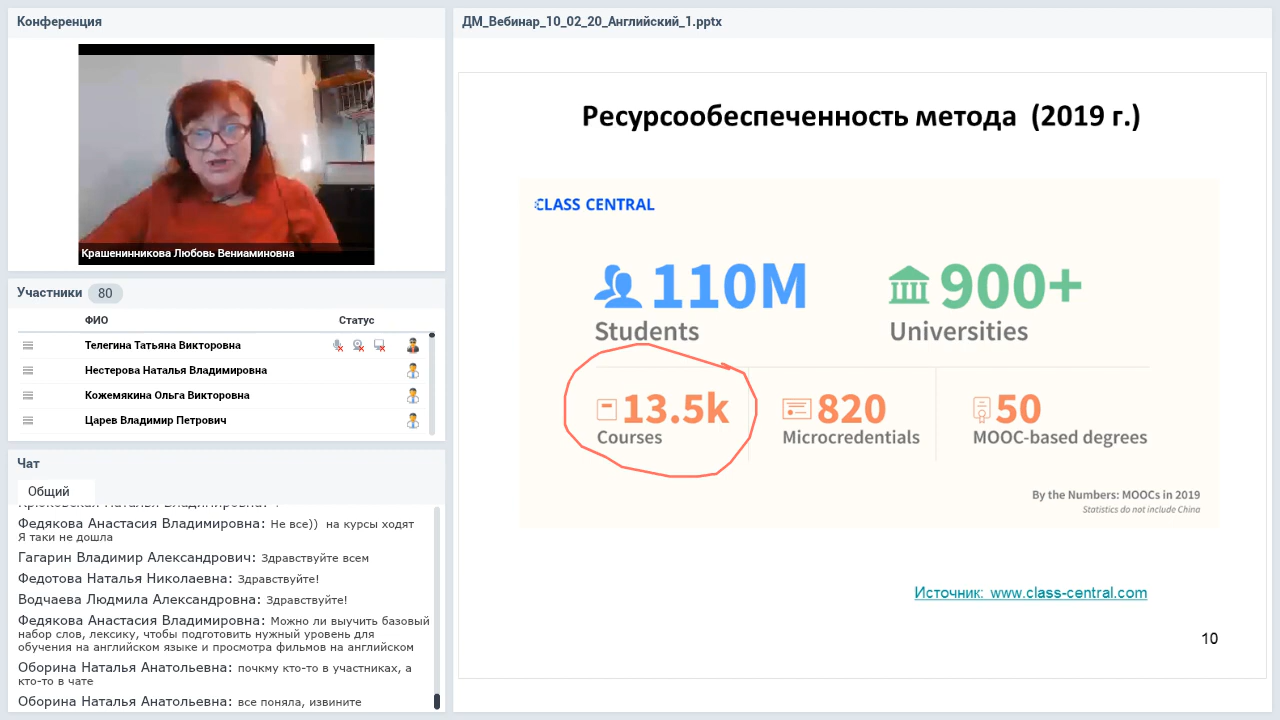 Конференция
Крашенинникова Любовь Вениаминовна
Участники 80
ФИО Статус
Телегина Татьяна Викторовна
Нестерова Наталья Владимировна
Кожемякина Ольга Викторовна
Царев Владимир Петрович
Чат
Общий
Федякова Анастасия Владимировна: Не все)) на курсы ходят
Я таки не дошла
Гагарин Владимир Александрович: Здравствуйте всем
Федотова Наталья Николаевна: Здравствуйте!
Водчаева Людмила Александровна: Здравствуйте!
Федякова Анастасия Владимировна: Можно ли выучить базовый
набор слов, лексику, чтобы подготовить нужный уровень для
обучения на английском языке и просмотра фильмов на английском
Оборина Наталья Анатольевна: почкму кто-то в участниках, а
кто-то в чате
Оборина Наталья Анатольевна: все поняла, извините
ДМ_Вебинар_10_02_20_Английский_1.pptx
Ресурсообеспеченность метода (2019 г.)
CLASS CENTRAL
110M
Students
900+
Universities
13.5k
Courses
820
Microcredentials
50
MOOC-based degrees
By the Numbers: MOOCs in 2019
Statistics do not include China
Источник: www.class-central.com
10